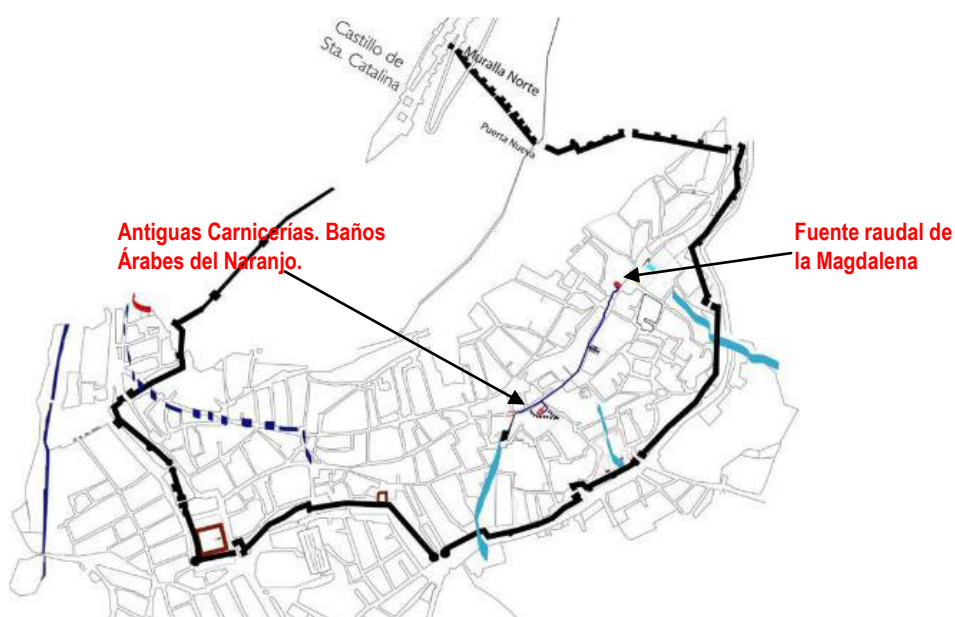 Castillo de
Sta. Catalina
Muralla Norte
Puerta Nueva
Antiguas Carnicerías. Baños
Árabes del Naranjo.
Fuente raudal de
la Magdalena